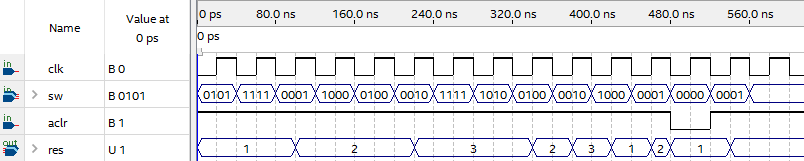 Name
Value at
0 ps
0 ps
80.0 ns
160.0 ns
240.0 ns
320.0 ns
400.0 ns
480.0 ns
560.0 ns
0 ps
in
clk
B 0
in
sw
B 0101
0101
1111
0001
1000
0100
0010
1111
1010
0100
0010
1000
0001
0000
0001
in
aclr
B 1
out
res
U 1
1
2
3
2
3
1
2
1